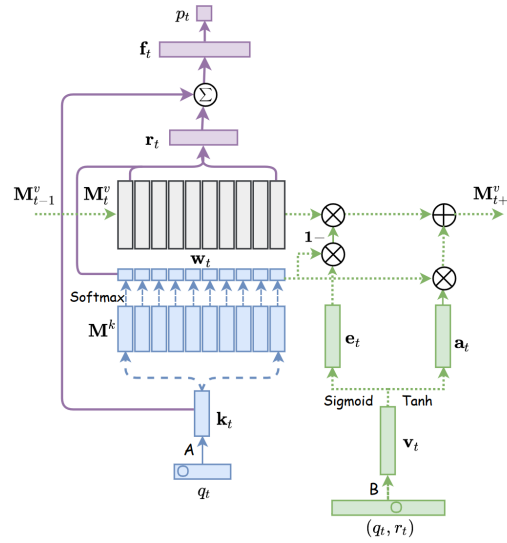 p_t
f_t
Σ
r_t
M^v_{t-1}
M^v_t
M^v_{t+}
1−
w_t
Softmax
M^k
e_t
a_t
Sigmoid
Tanh
k_t
v_t
A
B
q_t
(q_t, r_t)